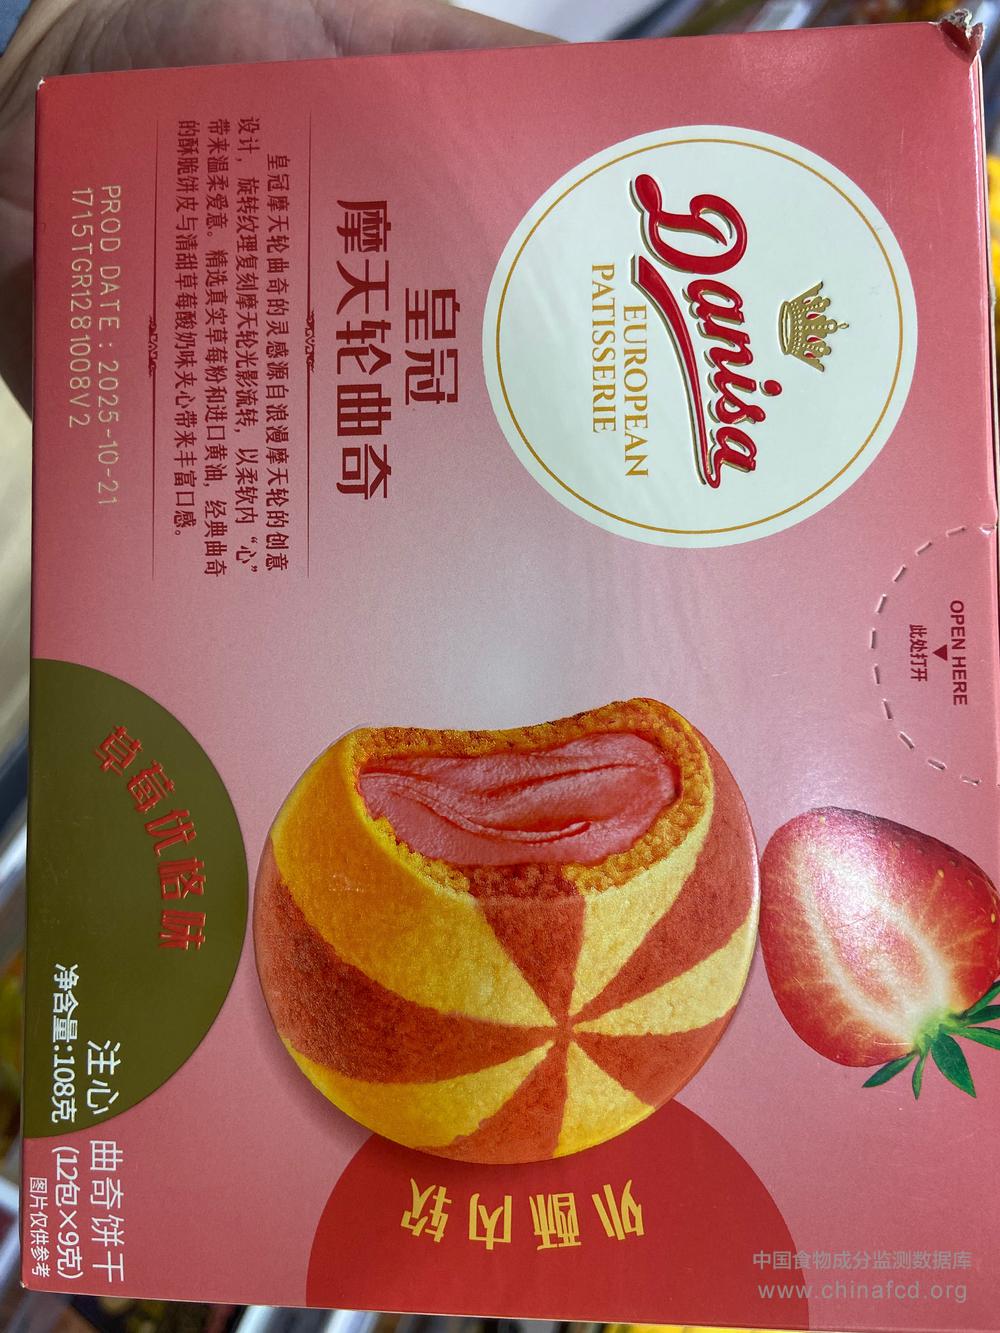 Danisa
EUROPEAN
PATISSERIE
OPEN HERE
此处打开
皇冠
摩天轮曲奇
皇冠摩天轮曲奇的灵感源自浪漫摩天轮的创意
设计，旋转纹理复刻摩天轮光影流转，以柔软内“心”
带来温柔爱意。精选真实草莓粉和进口黄油，经典曲奇
的酥脆饼皮与清甜草莓酸奶味夹心带来丰富口感。
PROD DATE : 2025-10-21
1715TGR1281008V2
外酥内软
草莓优格味
注心 曲奇饼干
净含量:108克 (12包×9克)
图片仅供参考
中国食物成分监测数据库
www.chinafcd.org